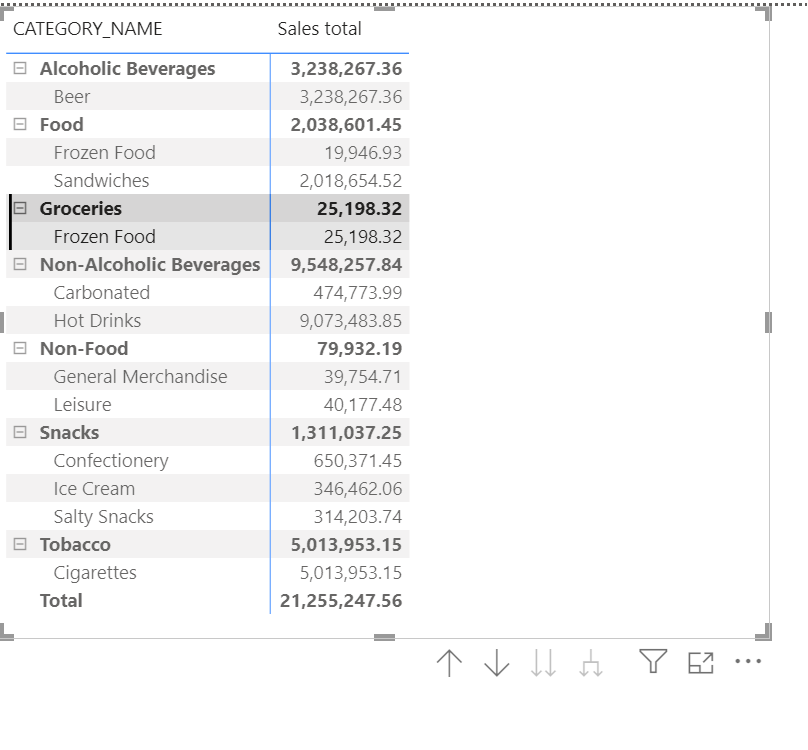 CATEGORY_NAME Sales total
Alcoholic Beverages 3,238,267.36
Beer 3,238,267.36
Food 2,038,601.45
Frozen Food 19,946.93
Sandwiches 2,018,654.52
Groceries 25,198.32
Frozen Food 25,198.32
Non-Alcoholic Beverages 9,548,257.84
Carbonated 474,773.99
Hot Drinks 9,073,483.85
Non-Food 79,932.19
General Merchandise 39,754.71
Leisure 40,177.48
Snacks 1,311,037.25
Confectionery 650,371.45
Ice Cream 346,462.06
Salty Snacks 314,203.74
Tobacco 5,013,953.15
Cigarettes 5,013,953.15
Total 21,255,247.56